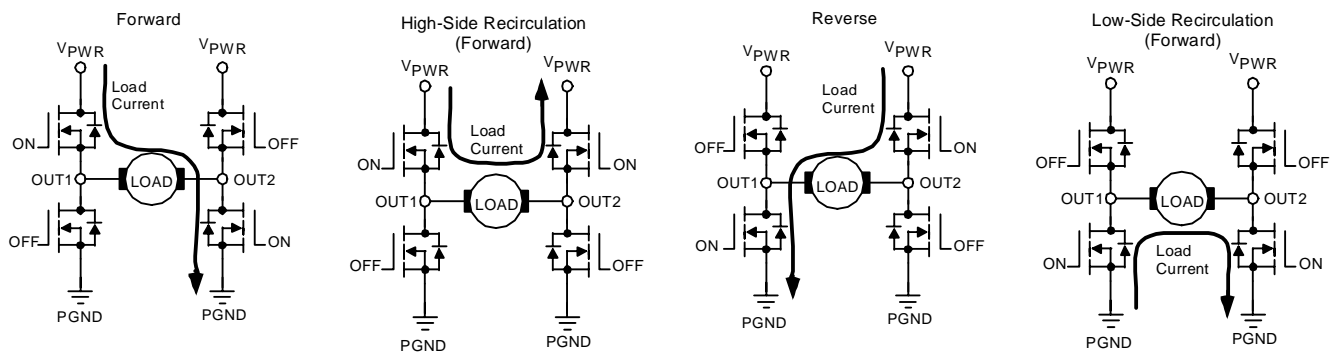 Forward
VPWR
VPWR
Load
Current
ON
OFF
OUT1
LOAD
OUT2
OFF
ON
PGND
PGND
High-Side Recirculation
(Forward)
VPWR
VPWR
Load
Current
ON
ON
OUT1
LOAD
OUT2
OFF
OFF
PGND
PGND
Reverse
VPWR
VPWR
Load
Current
OFF
ON
OUT1
LOAD
OUT2
ON
OFF
PGND
PGND
Low-Side Recirculation
(Forward)
VPWR
VPWR
OFF
OFF
OUT1
LOAD
OUT2
ON
Load
Current
ON
PGND
PGND